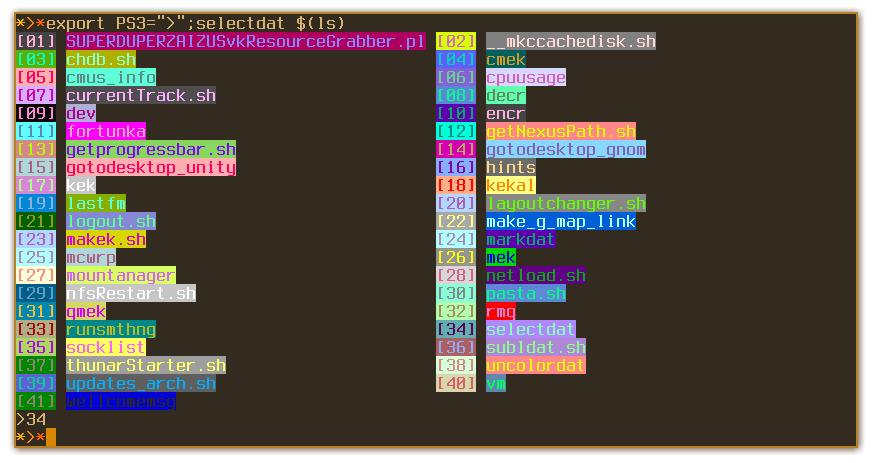 *>*export PS3=">";selectdat $(ls)
[01] SUPERDUPERZAIZUSvkResourceGrabber.pl [02] __mkccachedisk.sh
[03] chdb.sh [04] cmek
[05] cmus_info [06] cpuusage
[07] currentTrack.sh [08] decr
[09] dev [10] encr
[11] fortunka [12] getNexusPath.sh
[13] getprogressbar.sh [14] gotodesktop_gnom
[15] gotodesktop_unity [16] hints
[17] kek [18] kekal
[19] lastfm [20] layoutchanger.sh
[21] logout.sh [22] make_g_map_link
[23] makek.sh [24] markdat
[25] mcwrp [26] mek
[27] mountanager [28] netload.sh
[29] nfsRestart.sh [30] pasta.sh
[31] qmek [32] rmq
[33] runsmthng [34] selectdat
[35] socklist [36] subldat.sh
[37] thunarStarter.sh [38] uncolordat
[39] updates_arch.sh [40] vm
[41] wellcomemsg
>34
*>*